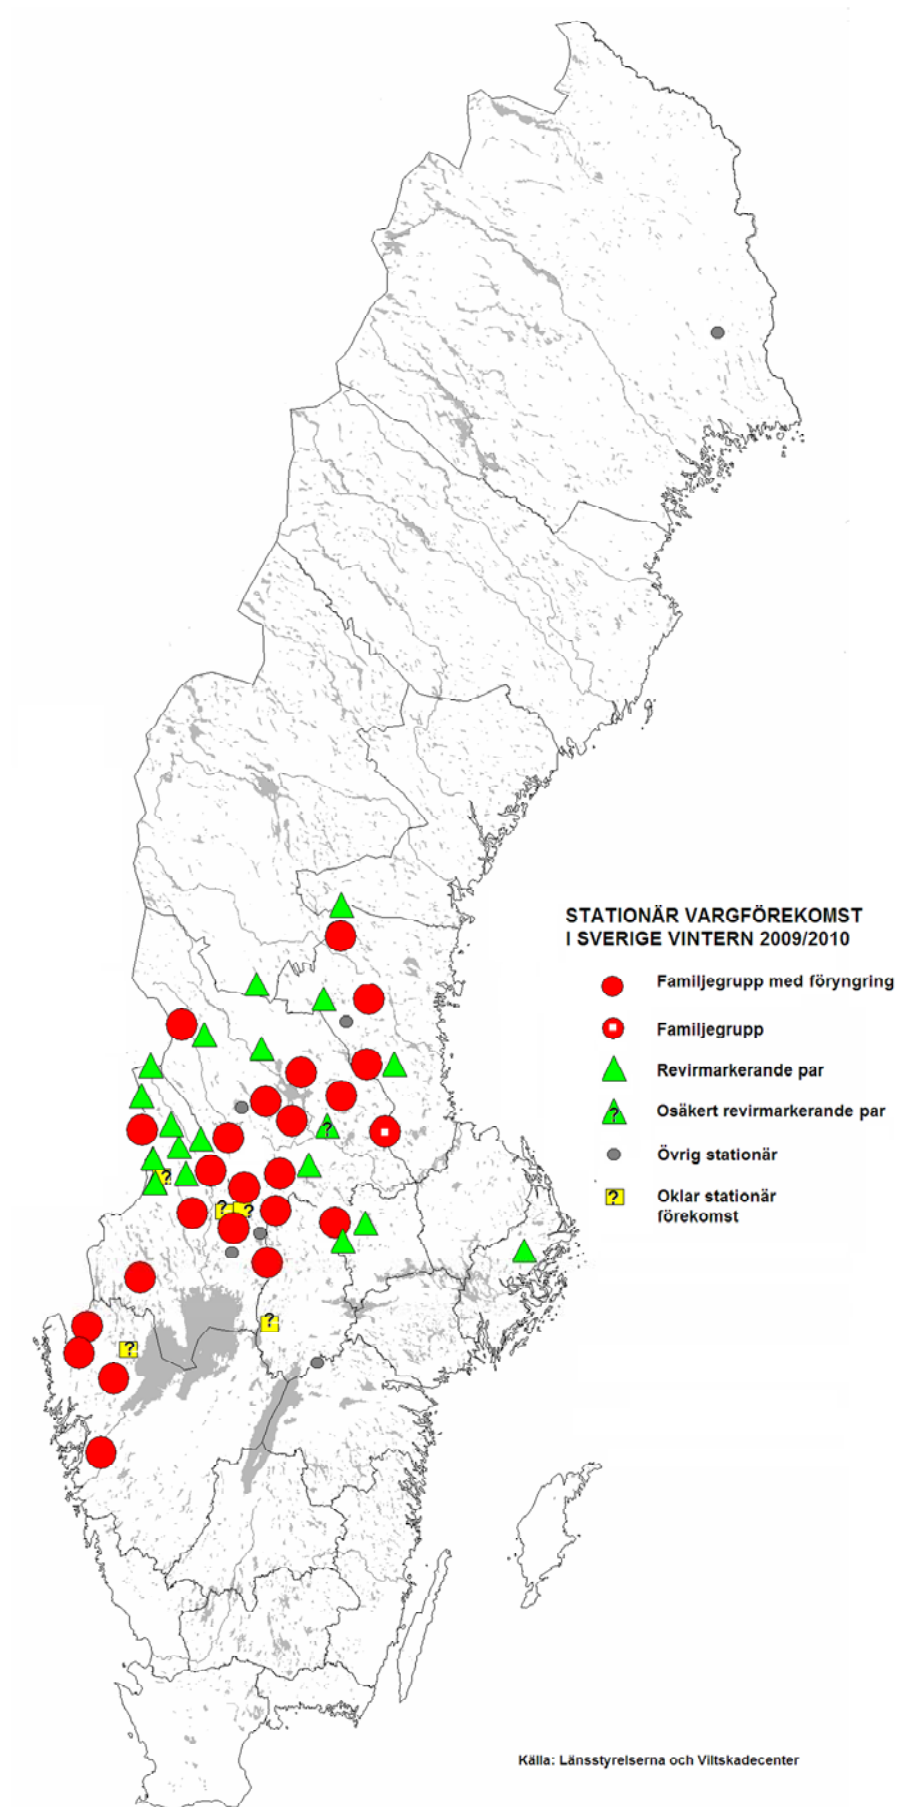 STATIONÄR VARGFÖREKOMST
I SVERIGE VINTERN 2009/2010
Familjegrupp med föryngring
Familjegrupp
Revirmarkerande par
?
Osäkert revirmarkerande par
Övrig stationär
?
Oklar stationär
förekomst
?
?
?
?
?
?
Källa: Länsstyrelserna och Viltskadecenter